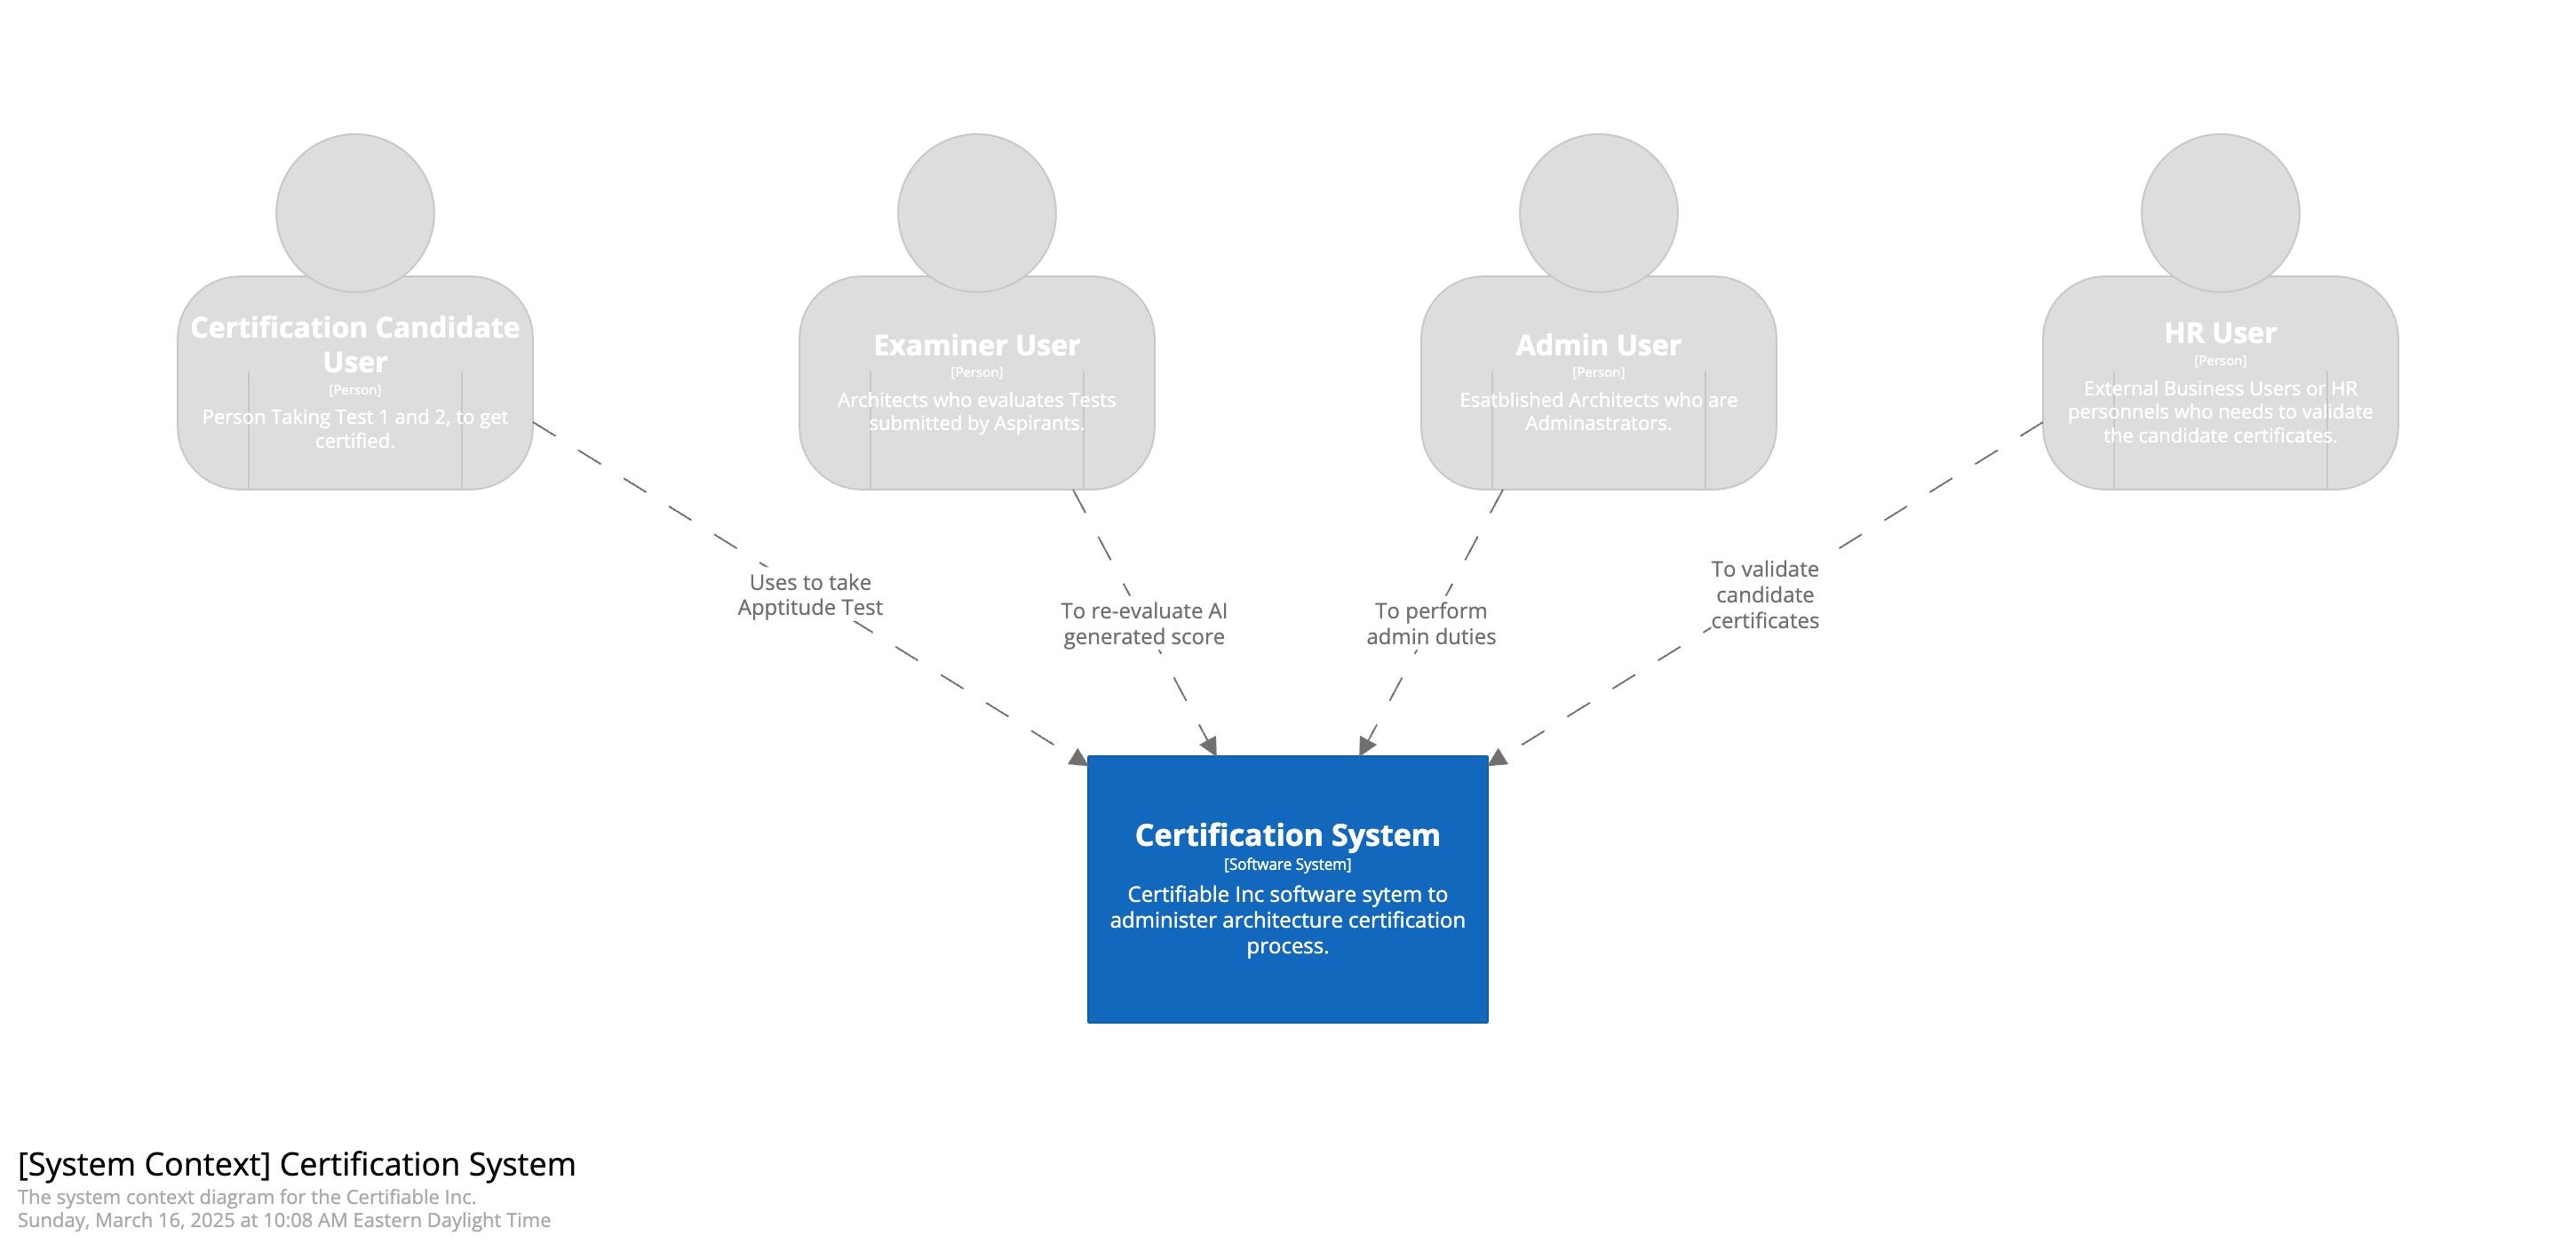 Certification Candidate
User
[Person]
Person Taking Test 1 and 2, to get
certified.
Examiner User
[Person]
Architects who evaluates Tests
submitted by Aspirants.
Admin User
[Person]
Esatblished Architects who are
Adminastrators.
HR User
[Person]
External Business Users or HR
personnels who needs to validate
the candidate certificates.
Uses to take
Apptitude Test
To re-evaluate AI
generated score
To perform
admin duties
To validate
candidate
certificates
Certification System
[Software System]
Certifiable Inc software sytem to
administer architecture certification
process.
[System Context] Certification System
The system context diagram for the Certifiable Inc.
Sunday, March 16, 2025 at 10:08 AM Eastern Daylight Time